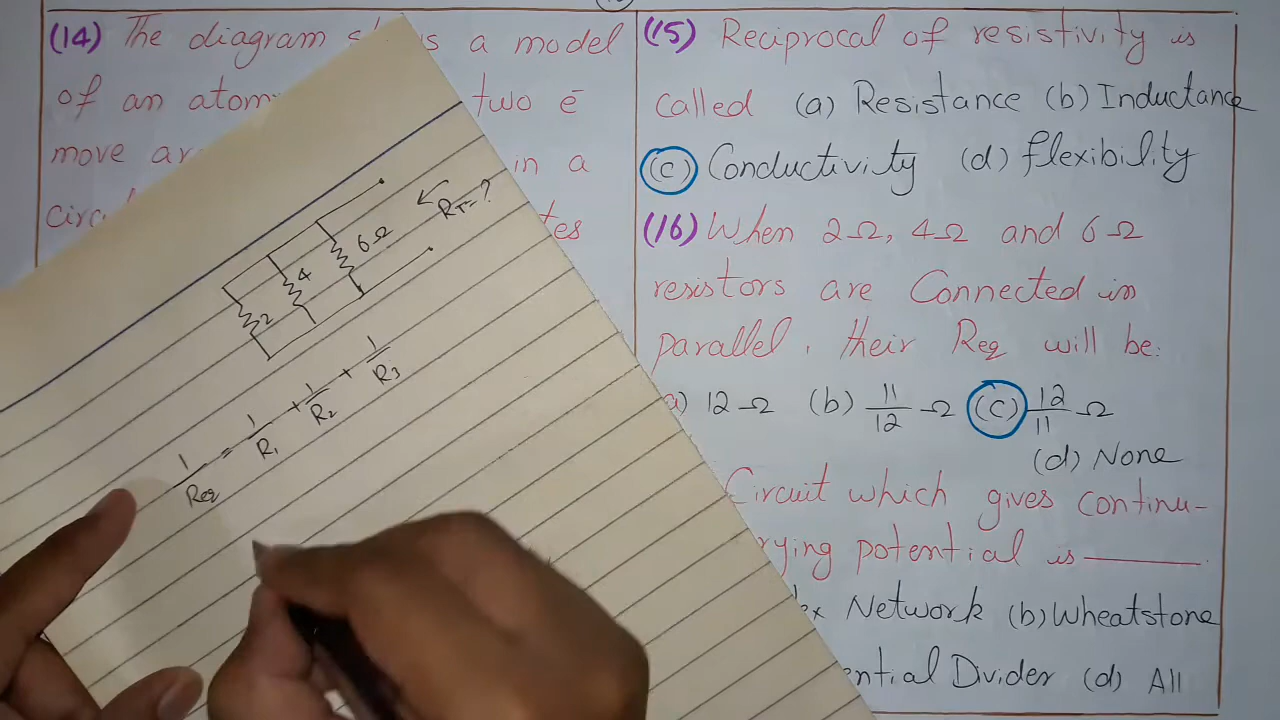 (14) The diagram s a model
of an atom two ē
move ar in a
circ tes
6Ω
4
2
RT=?
1/Req = 1/R1 + 1/R2 + 1/R3
(15) Reciprocal of resistivity is
called (a) Resistance (b) Inductance
(c) Conductivity (d) flexibility
(16) When 2Ω, 4Ω and 6Ω
resistors are Connected in
parallel, their Req will be:
a) 12Ω (b) 11/12 Ω (c) 12/11 Ω
(d) None
Circuit which gives continu-
rying potential is ______.
ex Network (b) Wheatstone
ential Divider (d) All